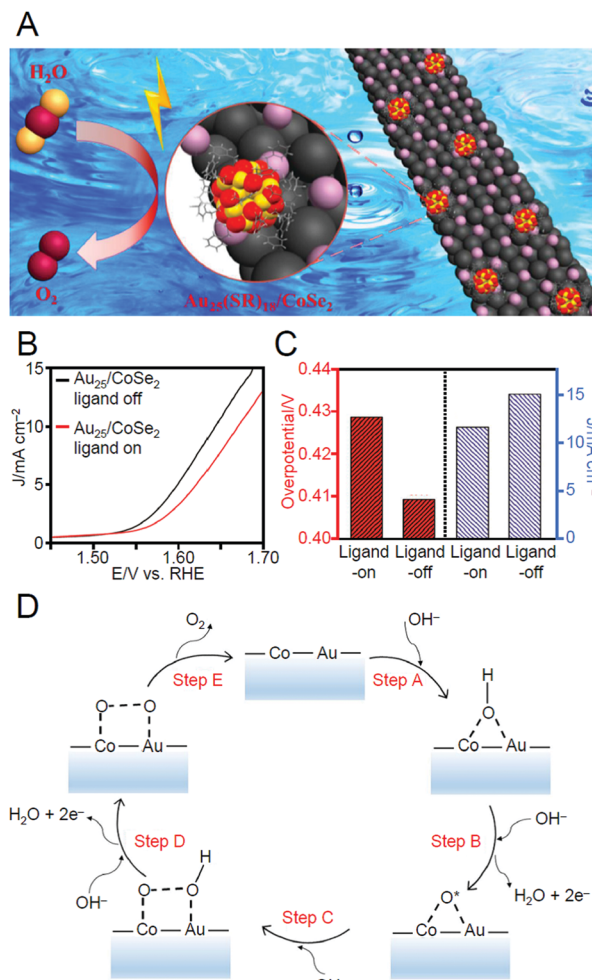 A
H₂O
O₂
Au₂₅(SR)₁₈/CoSe₂
B
15
10
5
0
J/mA cm⁻²
Au₂₅/CoSe₂
ligand off
Au₂₅/CoSe₂
ligand on
1.50
1.60
1.70
E/V vs. RHE
C
0.44
0.43
0.42
0.41
0.40
Overpotential/V
15
10
5
0
Ligand
-on
Ligand
-off
Ligand
-on
Ligand
-off
D
O₂
OH⁻
Co
Au
Step E
Step A
H
O
Co
Au
O
O
Co
Au
H₂O + 2e⁻
Step D
OH⁻
Step B
OH⁻
H₂O + 2e⁻
H
O
O
Co
Au
Step C
O*
Co
Au